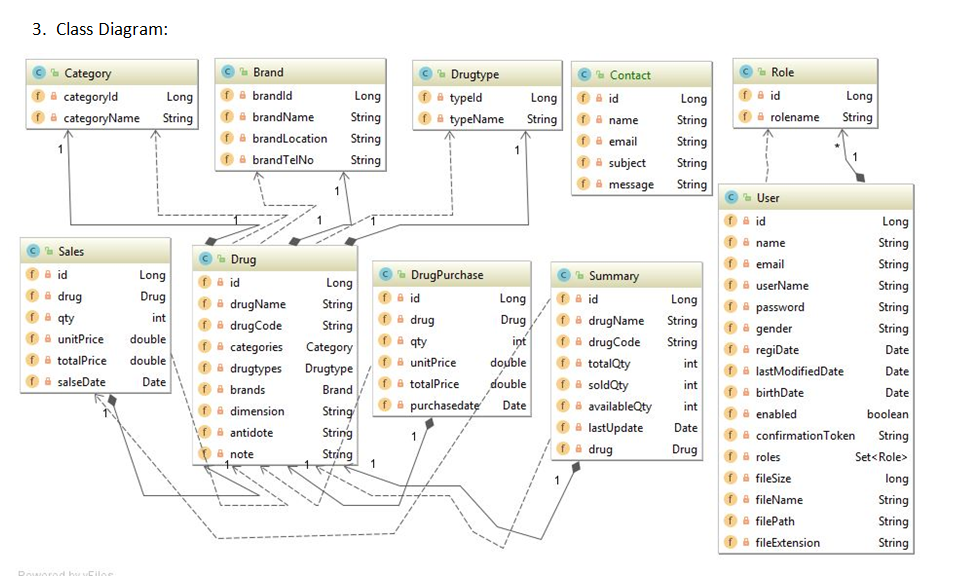 3. Class Diagram:
Category
categoryId Long
categoryName String
Brand
brandId Long
brandName String
brandLocation String
brandTelNo String
Drugtype
typeId Long
typeName String
Contact
id Long
name String
email String
subject String
message String
Role
id Long
rolename String
1
1
1
*
1
1
1
1
User
id Long
name String
email String
userName String
password String
gender String
regiDate Date
lastModifiedDate Date
birthDate Date
enabled boolean
confirmationToken String
roles Set<Role>
fileSize long
fileName String
filePath String
fileExtension String
Sales
id Long
drug Drug
qty int
unitPrice double
totalPrice double
salseDate Date
Drug
id Long
drugName String
drugCode String
categories Category
drugtypes Drugtype
brands Brand
dimension String
antidote String
note String
DrugPurchase
id Long
drug Drug
qty int
unitPrice double
totalPrice double
purchasedate Date
Summary
id Long
drugName String
drugCode String
totalQty int
soldQty int
availableQty int
lastUpdate Date
drug Drug
1
1
1
1
1
1
Powered by yFiles